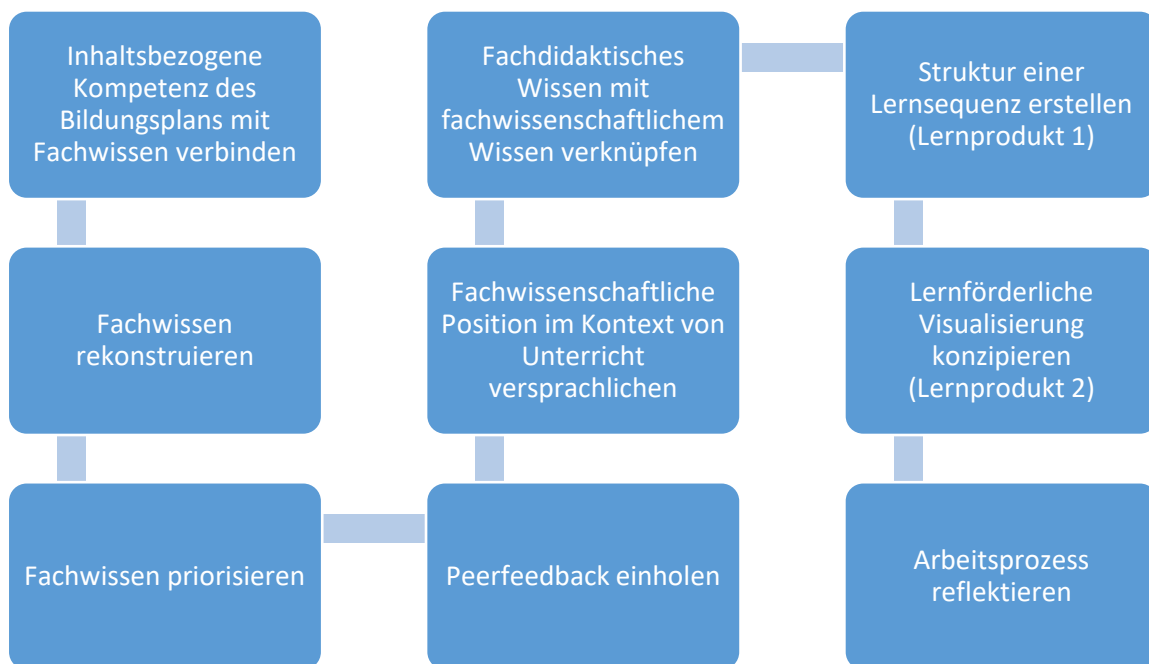 Inhaltsbezogene
Kompetenz des
Bildungsplans mit
Fachwissen verbinden
Fachwissen
rekonstruieren
Fachwissen priorisieren
Peerfeedback einholen
Fachwissenschaftliche
Position im Kontext von
Unterricht
versprachlichen
Fachdidaktisches
Wissen mit
fachwissenschaftlichem
Wissen verknüpfen
Struktur einer
Lernsequenz erstellen
(Lernprodukt 1)
Lernförderliche
Visualisierung
konzipieren
(Lernprodukt 2)
Arbeitsprozess
reflektieren